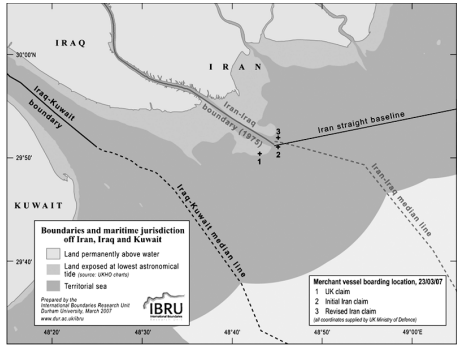 IRAQ
30°00'N
IRAN
Iraq-Kuwait
boundary
Iran-Iraq
boundary (1975)
3
2
1
Iran straight baseline
29°50'
KUWAIT
Iraq-Kuwait median line
Iran-Iraq
median line
29°40'
Boundaries and maritime jurisdiction
off Iran, Iraq and Kuwait
Land permanently above water
Land exposed at lowest astronomical
tide (source: UKHO charts)
Territorial sea
Prepared by the
International Boundaries Research Unit
Durham University, March 2007
www.dur.ac.uk/ibru
IBRU
International Boundaries
Merchant vessel boarding location, 23/03/07
1 UK claim
2 Initial Iran claim
3 Revised Iran claim
(all coordinates supplied by UK Ministry of Defence)
48°20'
48°30'
48°40'
48°50'
49°00'E